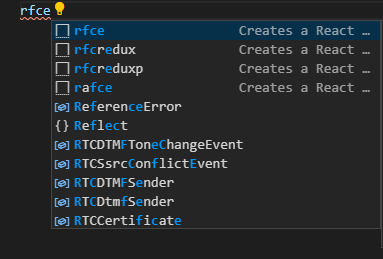 rfce
rfce Creates a React …
rfcredux Creates a React …
rfcreduxp Creates a React …
rafce Creates a React …
ReferenceError
{} Reflect
RTCDTMFToneChangeEvent
RTCSsrcConflictEvent
RTCDTMFSender
RTCDtmfSender
RTCCertificate